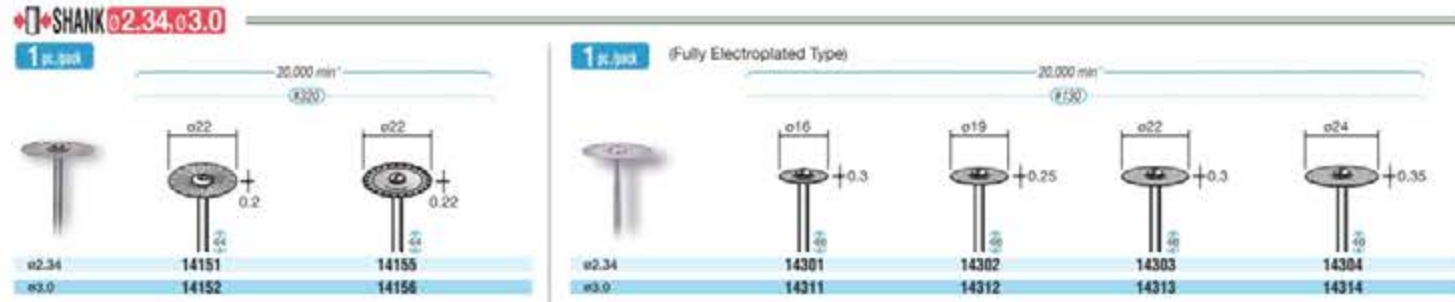 SHANK ø2.34, ø3.0
1 pc./pack
20,000 min⁻¹
#320
ø22 ø22
0.2 0.22
ø2.34 14151 14155
ø3.0 14152 14156
1 pc./pack (Fully Electroplated Type)
20,000 min⁻¹
#130
ø16 ø19 ø22 ø24
0.3 0.25 0.3 0.35
ø2.34 14301 14302 14303 14304
ø3.0 14311 14312 14313 14314